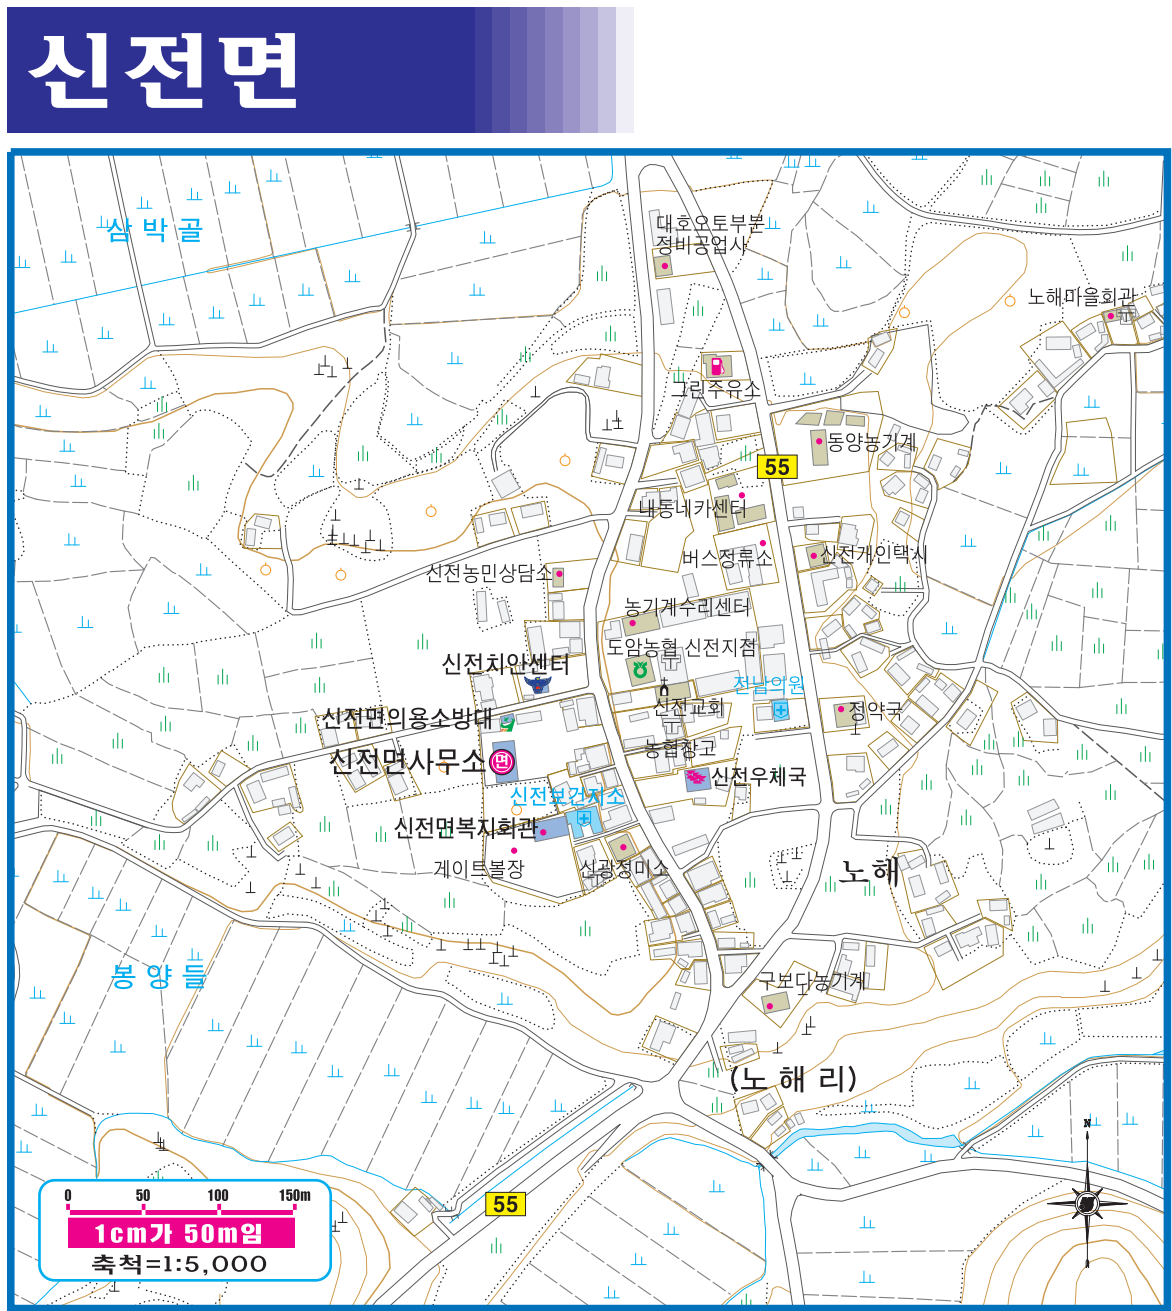 신전면
삼박골
대호오토부분
정비공업사
노해마을회관
그린주유소
동양농기계
55
내동네카센터
버스정류소
신전개인택시
신전농민상담소
농기계수리센터
도암농협 신전지점
신전치안센터
전남의원
신전교회
정약국
신전면의용소방대
농협창고
신전면사무소
면
신전우체국
신전보건지소
신전면복지회관
게이트볼장
신광정미소
노해
봉양들
구보다농기계
(노해리)
N
0 50 100 150m
1cm가 50m임
축척=1:5,000
55